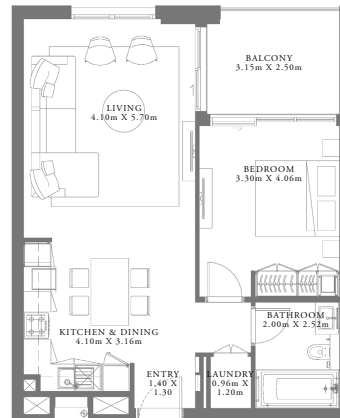 BALCONY
3.15m X 2.50m
LIVING
4.10m X 5.70m
BEDROOM
3.30m X 4.06m
BATHROOM
2.00m X 2.52m
KITCHEN & DINING
4.10m X 3.16m
ENTRY
1.40 X
1.30
LAUNDRY
0.96m X
1.20m